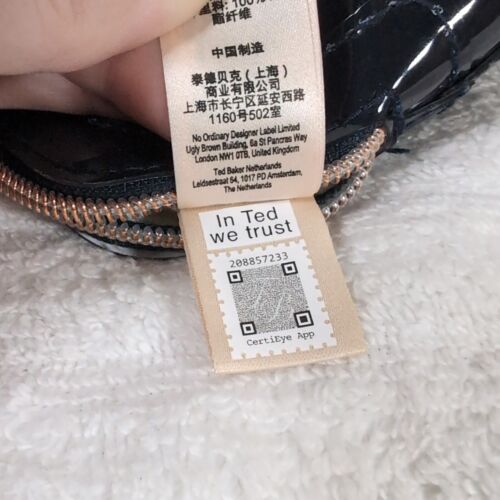 酯纤维
中国制造
泰德贝克（上海）
商业有限公司
上海市长宁区延安西路
1160号502室
No Ordinary Designer Label Limited
Ugly Brown Building, 6a St Pancras Way
London NW1 0TB, United Kingdom
Ted Baker Netherlands
Leidsestraat 64, 1017 PD Amsterdam,
The Netherlands
In Ted
we trust
208857233
CertiEye App